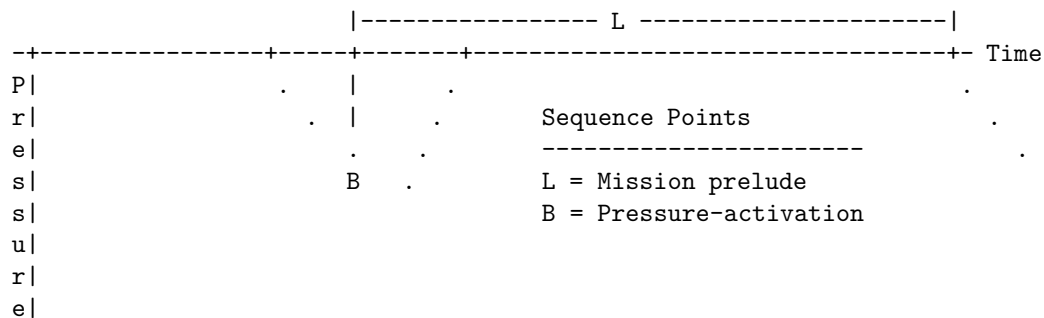 |----------------- L ----------------------|
-+----------------+-----+-------+----------------------------------+- Time
P| . | . .
r| . | . Sequence Points .
e| . . ----------------------- .
s| B . L = Mission prelude
s| B = Pressure-activation
u|
r|
e|